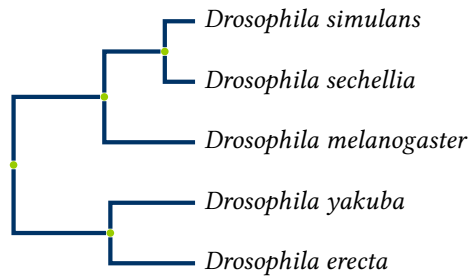 Drosophila simulans
Drosophila sechellia
Drosophila melanogaster
Drosophila yakuba
Drosophila erecta